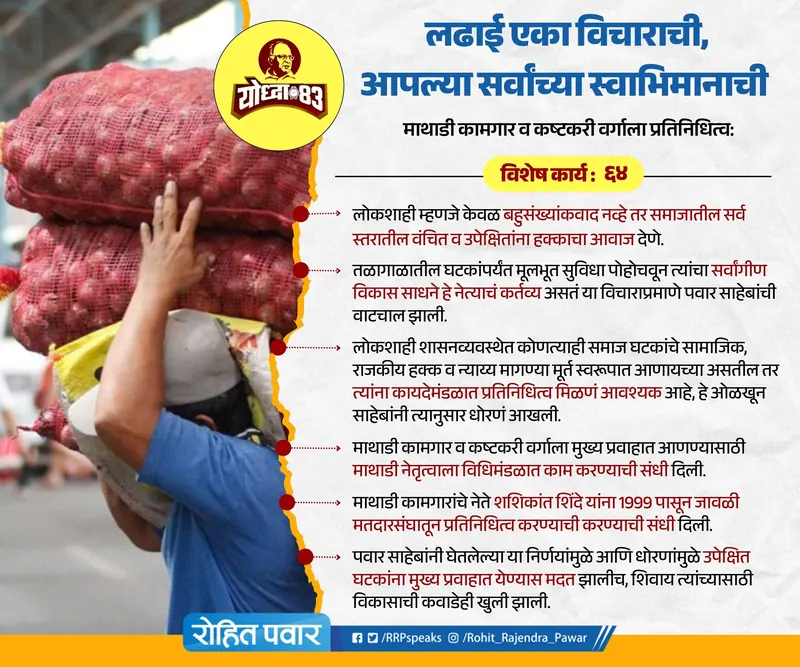 योध्दा@८३
लढाई एका विचाराची,
आपल्या सर्वांच्या स्वाभिमानाची
माथाडी कामगार व कष्टकरी वर्गाला प्रतिनिधित्व:
विशेष कार्य : ६४
लोकशाही म्हणजे केवळ बहुसंख्यांकवाद नव्हे तर समाजातील सर्व
स्तरातील वंचित व उपेक्षितांना हक्काचा आवाज देणे.
तळागाळातील घटकांपर्यंत मूलभूत सुविधा पोहोचवून त्यांचा सर्वांगीण
विकास साधने हे नेत्याचं कर्तव्य असतं या विचाराप्रमाणे पवार साहेबांची
वाटचाल झाली.
लोकशाही शासनव्यवस्थेत कोणत्याही समाज घटकांचे सामाजिक,
राजकीय हक्क व न्याय्य मागण्या मूर्त स्वरूपात आणायच्या असतील तर
त्यांना कायदेमंडळात प्रतिनिधित्व मिळणं आवश्यक आहे, हे ओळखून
साहेबांनी त्यानुसार धोरणं आखली.
माथाडी कामगार व कष्टकरी वर्गाला मुख्य प्रवाहात आणण्यासाठी
माथाडी नेतृत्वाला विधिमंडळात काम करण्याची संधी दिली.
माथाडी कामगारांचे नेते शशिकांत शिंदे यांना 1999 पासून जावळी
मतदारसंघातून प्रतिनिधित्व करण्याची करण्याची संधी दिली.
पवार साहेबांनी घेतलेल्या या निर्णयांमुळे आणि धोरणांमुळे उपेक्षित
घटकांना मुख्य प्रवाहात येण्यास मदत झालीच, शिवाय त्यांच्यासाठी
विकासाची कवाडेही खुली झाली.
रोहित पवार
/RRPspeaks /Rohit_Rajendra_Pawar